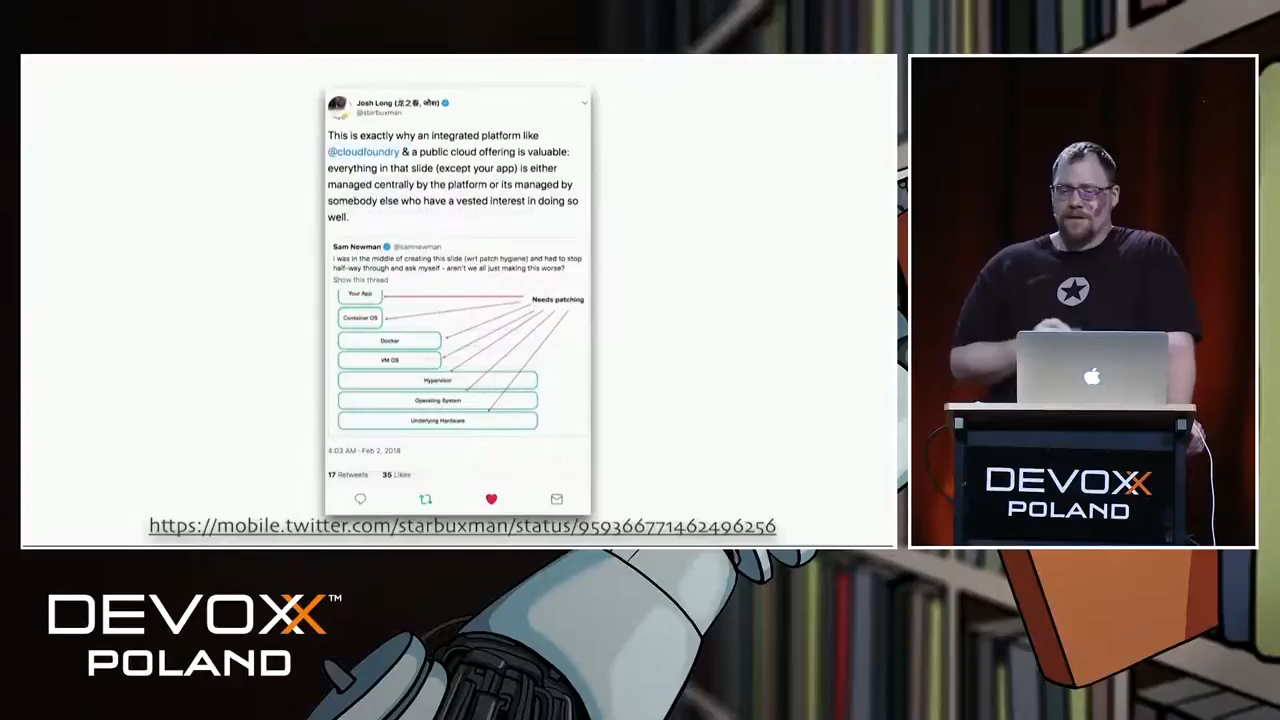 Josh Long (龙之春, जोश)
@starbuxman
This is exactly why an integrated platform like
@cloudfoundry & a public cloud offering is valuable:
everything in that slide (except your app) is either
managed centrally by the platform or its managed by
somebody else who have a vested interest in doing so
well.
Sam Newman @samnewman
I was in the middle of creating this slide (wrt patch hygiene) and had to stop
half-way through and ask myself - aren't we all just making this worse?
Show this thread
Your App
Needs patching
Container OS
Docker
VM OS
Hypervisor
Operating System
Underlying Hardware
4:03 AM · Feb 2, 2018
17 Retweets 35 Likes
https://mobile.twitter.com/starbuxman/status/959366771462496256
DEVOXX
POLAND
DEVOXX™
POLAND